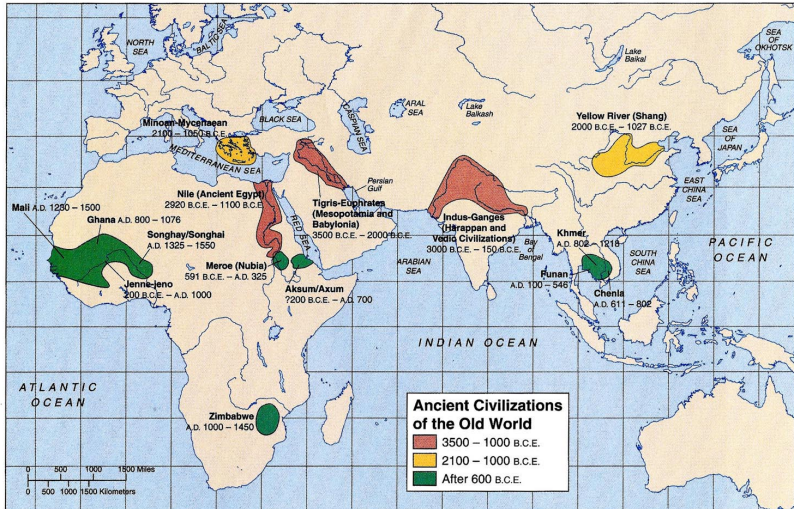 NORTH
SEA
BALTIC SEA
SEA
OF
OKHOTSK
Lake
Baikal
ARAL
SEA
Lake
Balkash
CASPIAN SEA
BLACK SEA
Minoan-Mycenaean
2100 – 1050 B.C.E.
MEDITERRANEAN SEA
Yellow River (Shang)
2000 B.C.E. – 1027 B.C.E.
SEA
OF
JAPAN
EAST
CHINA
SEA
Persian
Gulf
Nile (Ancient Egypt)
2920 B.C.E. – 1100 B.C.E.
Tigris-Euphrates
(Mesopotamia and
Babylonia)
3500 B.C.E. – 2000 B.C.E.
RED SEA
Mali A.D. 1230 – 1500
Ghana A.D. 800 – 1076
Songhay/Songhai
A.D. 1325 – 1550
Jenne-jeno
200 B.C.E. – A.D. 1000
Meroe (Nubia)
591 B.C.E. – A.D. 325
Aksum/Axum
?200 B.C.E. – A.D. 700
Indus-Ganges
(Harappan and
Vedic Civilizations)
3000 B.C.E. – 150 B.C.E.
ARABIAN
SEA
Bay
of
Bengal
Khmer
A.D. 802 – 1218
Funan
A.D. 100 – 546
Chenla
A.D. 611 – 802
SOUTH
CHINA
SEA
PACIFIC
OCEAN
INDIAN OCEAN
ATLANTIC
OCEAN
Zimbabwe
A.D. 1000 – 1450
0 500 1000 1500 Miles
0 500 1000 1500 Kilometers
Ancient Civilizations
of the Old World
3500 – 1000 B.C.E.
2100 – 1000 B.C.E.
After 600 B.C.E.